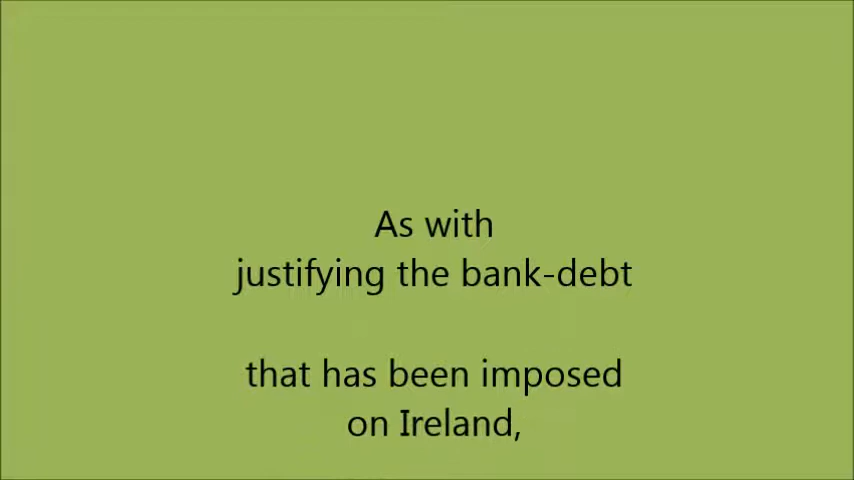 As with
justifying the bank-debt
that has been imposed
on Ireland,